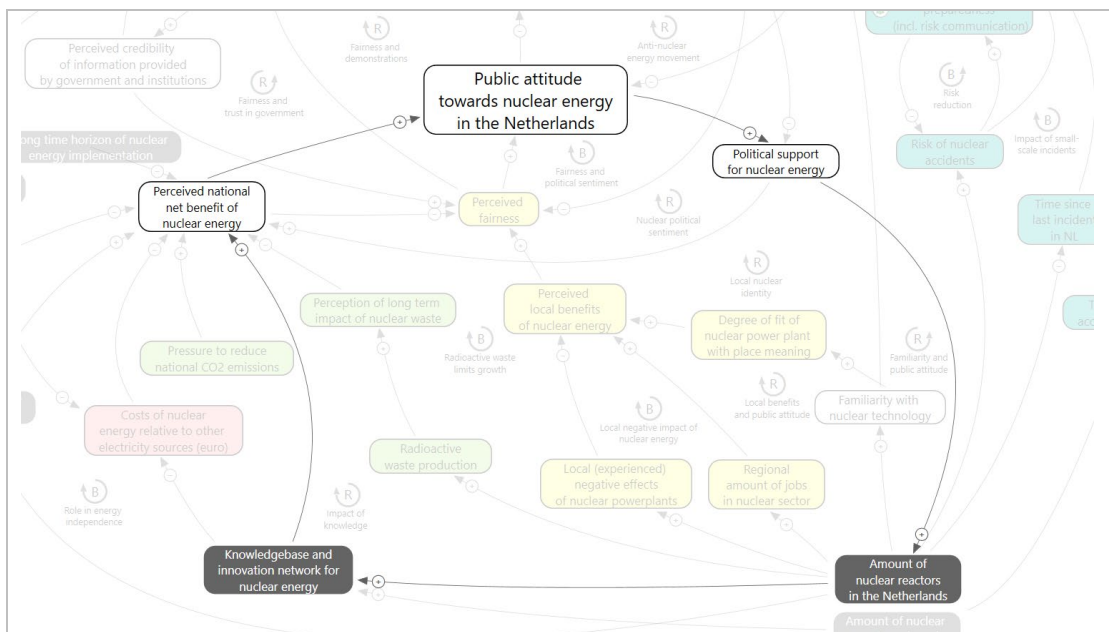 preparedness
(incl. risk communication)
R
Fairness and
demonstrations
R
Anti-nuclear
energy movement
Perceived credibility
of information provided
by government and institutions
R
Fairness and
trust in government
Public attitude
towards nuclear energy
in the Netherlands
B
Risk
reduction
B
Impact of small-
scale incidents
ong time horizon of nuclear
energy implementation
B
Fairness and
political sentiment
Political support
for nuclear energy
Risk of nuclear
accidents
Perceived national
net benefit of
nuclear energy
Perceived
fairness
R
Nuclear political
sentiment
Time since
last incident
in NL
R
Local nuclear
identity
Perception of long term
impact of nuclear waste
Perceived
local benefits
of nuclear energy
Degree of fit of
nuclear power plant
with place meaning
B
Radioactive waste
limits growth
R
Familiarity and
public attitude
Pressure to reduce
national CO2 emissions
R
Local benefits
and public attitude
Familiarity with
nuclear technology
Costs of nuclear
energy relative to other
electricity sources (euro)
B
Local negative impact of
nuclear energy
Radioactive
waste production
Local (experienced)
negative effects
of nuclear powerplants
Regional
amount of jobs
in nuclear sector
B
Role in energy
independence
R
Impact of
knowledge
Knowledgebase and
innovation network for
nuclear energy
Amount of
nuclear reactors
in the Netherlands
Amount of nuclear